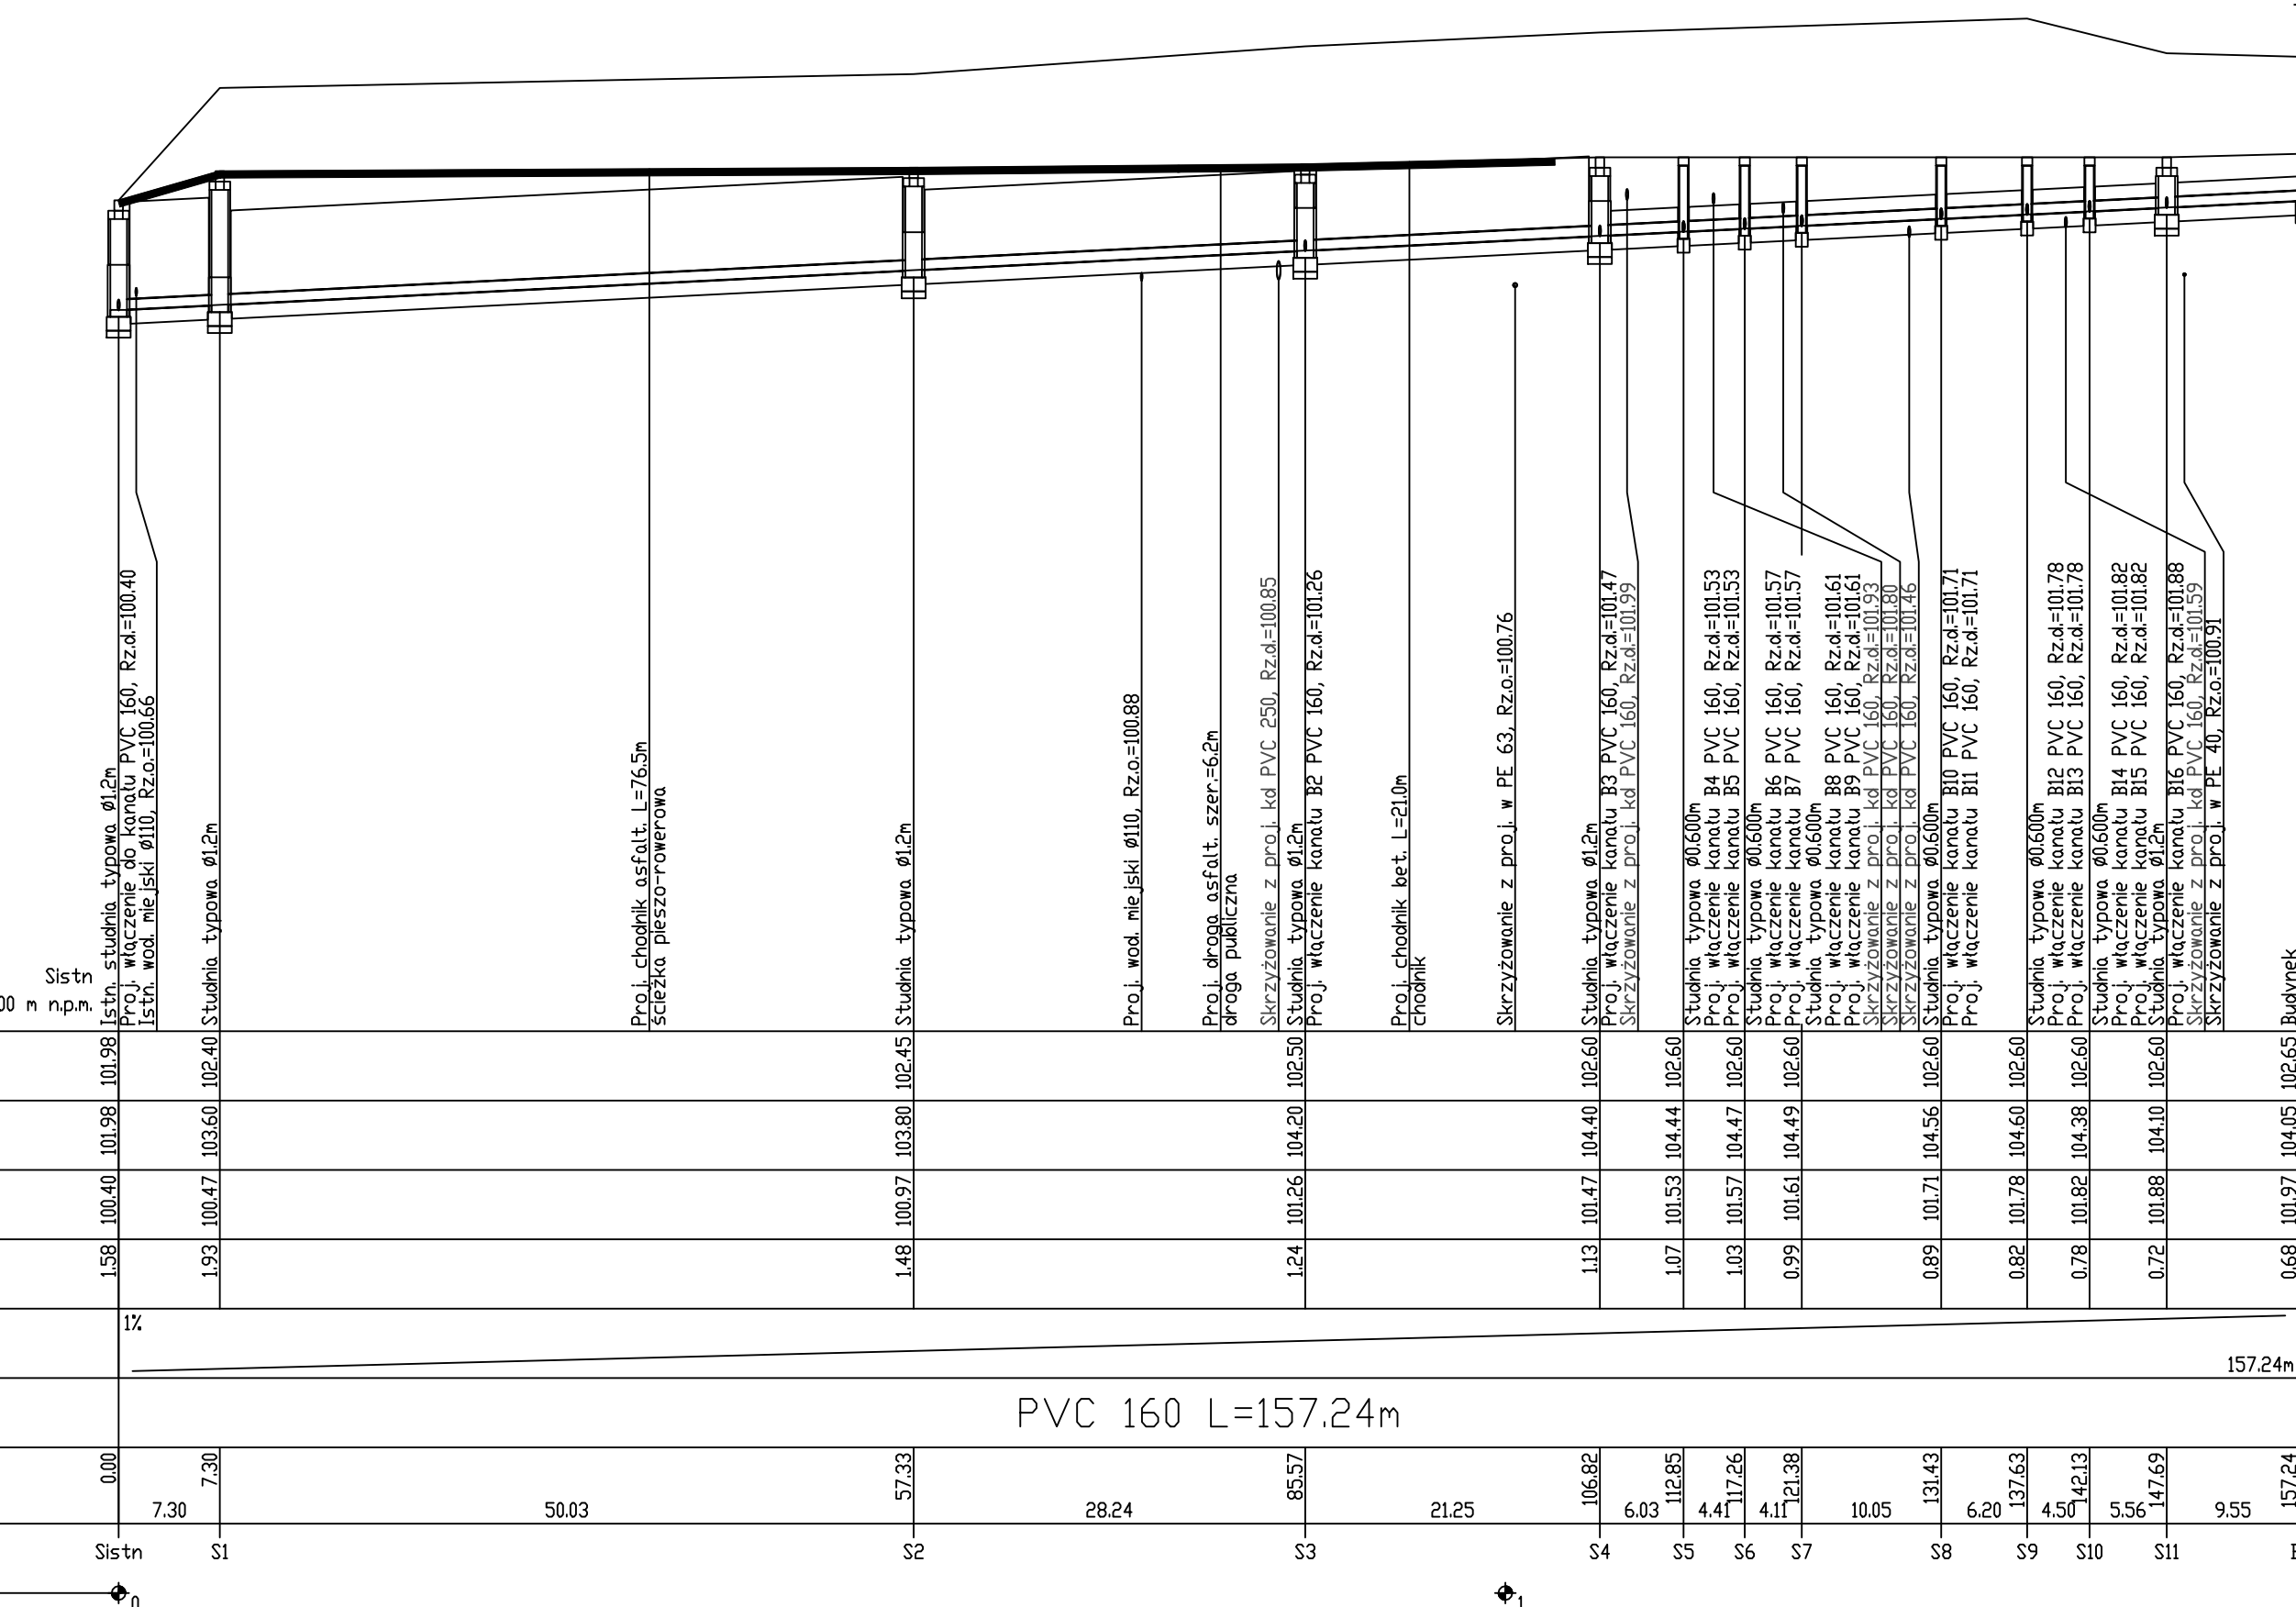 Sistn
00 m n.p.m.
Istn. studnia typowa ø1.2m
Proj. włączenie do kanału PVC 160, Rz.d.=100.40
Istn. wod. miejski ø110, Rz.o.=100.66
Studnia typowa ø1.2m
Proj. chodnik asfalt. L=76.5m
ścieżka pieszo-rowerowa
Studnia typowa ø1.2m
Proj. wod. miejski ø110, Rz.o.=100.88
Proj. droga asfalt. szer.=6.2m
droga publiczna
Skrzyżowanie z proj. kd PVC 250, Rz.d.=100.85
Studnia typowa ø1.2m
Proj. włączenie kanału B2 PVC 160, Rz.d.=101.26
Proj. chodnik bet. L=21.0m
chodnik
Skrzyżowanie z proj. w PE 63, Rz.o.=100.76
Studnia typowa ø1.2m
Proj. włączenie kanału B3 PVC 160, Rz.d.=101.47
Skrzyżowanie z proj. kd PVC 160, Rz.d.=101.99
Studnia typowa ø0.600m
Proj. włączenie kanału B4 PVC 160, Rz.d.=101.53
Proj. włączenie kanału B5 PVC 160, Rz.d.=101.53
Studnia typowa ø0.600m
Proj. włączenie kanału B6 PVC 160, Rz.d.=101.57
Proj. włączenie kanału B7 PVC 160, Rz.d.=101.57
Studnia typowa ø0.600m
Proj. włączenie kanału B8 PVC 160, Rz.d.=101.61
Proj. włączenie kanału B9 PVC 160, Rz.d.=101.61
Skrzyżowanie z proj. kd PVC 160, Rz.d.=101.93
Skrzyżowanie z proj. kd PVC 160, Rz.d.=101.80
Skrzyżowanie z proj. kd PVC 160, Rz.d.=101.46
Studnia typowa ø0.600m
Proj. włączenie kanału B10 PVC 160, Rz.d.=101.71
Proj. włączenie kanału B11 PVC 160, Rz.d.=101.71
Studnia typowa ø0.600m
Proj. włączenie kanału B12 PVC 160, Rz.d.=101.78
Proj. włączenie kanału B13 PVC 160, Rz.d.=101.78
Studnia typowa ø0.600m
Proj. włączenie kanału B14 PVC 160, Rz.d.=101.82
Proj. włączenie kanału B15 PVC 160, Rz.d.=101.82
Studnia typowa ø1.2m
Proj. włączenie kanału B16 PVC 160, Rz.d.=101.88
Skrzyżowanie z proj. kd PVC 160, Rz.d.=101.59
Skrzyżowanie z proj. w PE 40, Rz.o.=100.91
Budynek
101.98 102.40 102.45 102.50 102.60 102.60 102.60 102.60 102.60 102.60 102.60 102.60 102.65
101.98 103.60 103.80 104.20 104.40 104.44 104.47 104.49 104.56 104.60 104.38 104.10 104.05
100.40 100.47 100.97 101.26 101.47 101.53 101.57 101.61 101.71 101.78 101.82 101.88 101.97
1.58 1.93 1.48 1.24 1.13 1.07 1.03 0.99 0.89 0.82 0.78 0.72 0.68
1%
157.24m
PVC 160 L=157.24m
0.00 7.30 57.33 85.57 106.82 112.85 117.26 121.38 131.43 137.63 142.13 147.69 157.24
7.30 50.03 28.24 21.25 6.03 4.41 4.11 10.05 6.20 4.50 5.56 9.55
Sistn S1 S2 S3 S4 S5 S6 S7 S8 S9 S10 S11
0 1